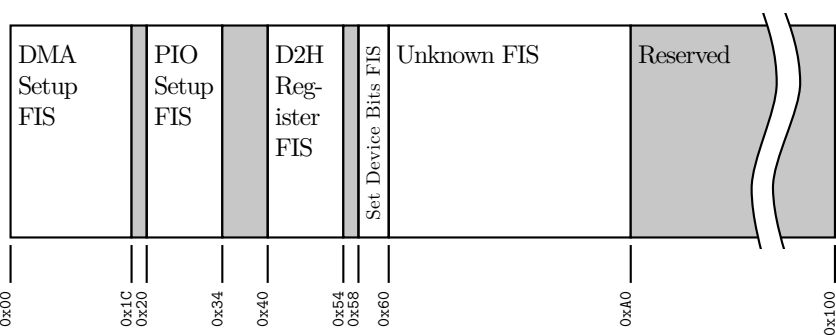 DMA
Setup
FIS
PIO
Setup
FIS
D2H
Reg-
ister
FIS
Set Device Bits FIS
Unknown FIS
Reserved
0x00
0x1C
0x20
0x34
0x40
0x54
0x58
0x60
0xA0
0x100